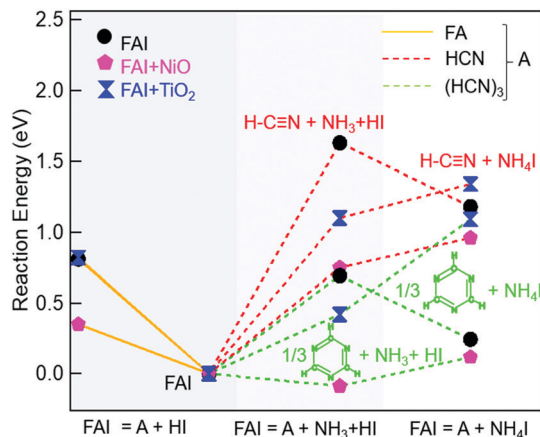 FAI
FAI+NiO
FAI+TiO₂
FA
HCN
(HCN)₃
A
Reaction Energy (eV)
2.5
2.0
1.5
1.0
0.5
0.0
H-C≡N + NH₃+HI
H-C≡N + NH₄I
1/3 N N N H H H + NH₄I
1/3 N N N H H H + NH₃+ HI
FAI
FAI = A + HI
FAI = A + NH₃+HI
FAI = A + NH₄I